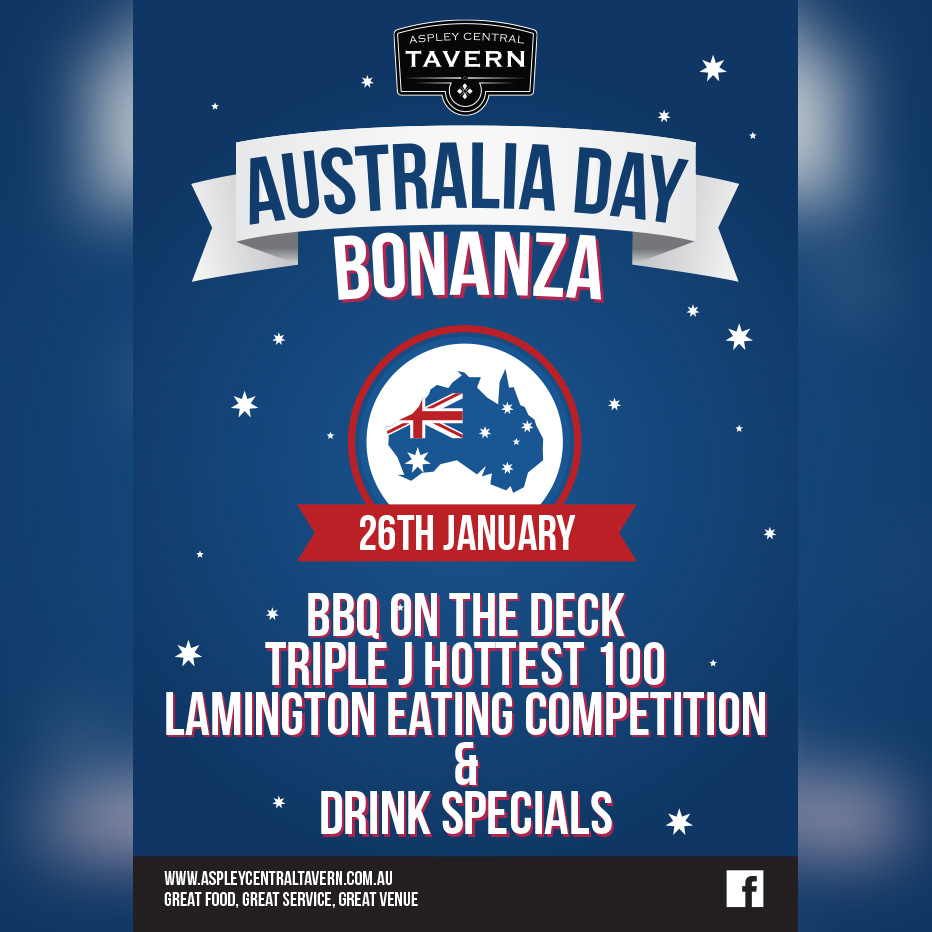 ASPLEY CENTRAL
TAVERN
AUSTRALIA DAY
BONANZA
26TH JANUARY
BBQ ON THE DECK
TRIPLE J HOTTEST 100
LAMINGTON EATING COMPETITION
&
DRINK SPECIALS
WWW.ASPLEYCENTRALTAVERN.COM.AU
GREAT FOOD, GREAT SERVICE, GREAT VENUE
f